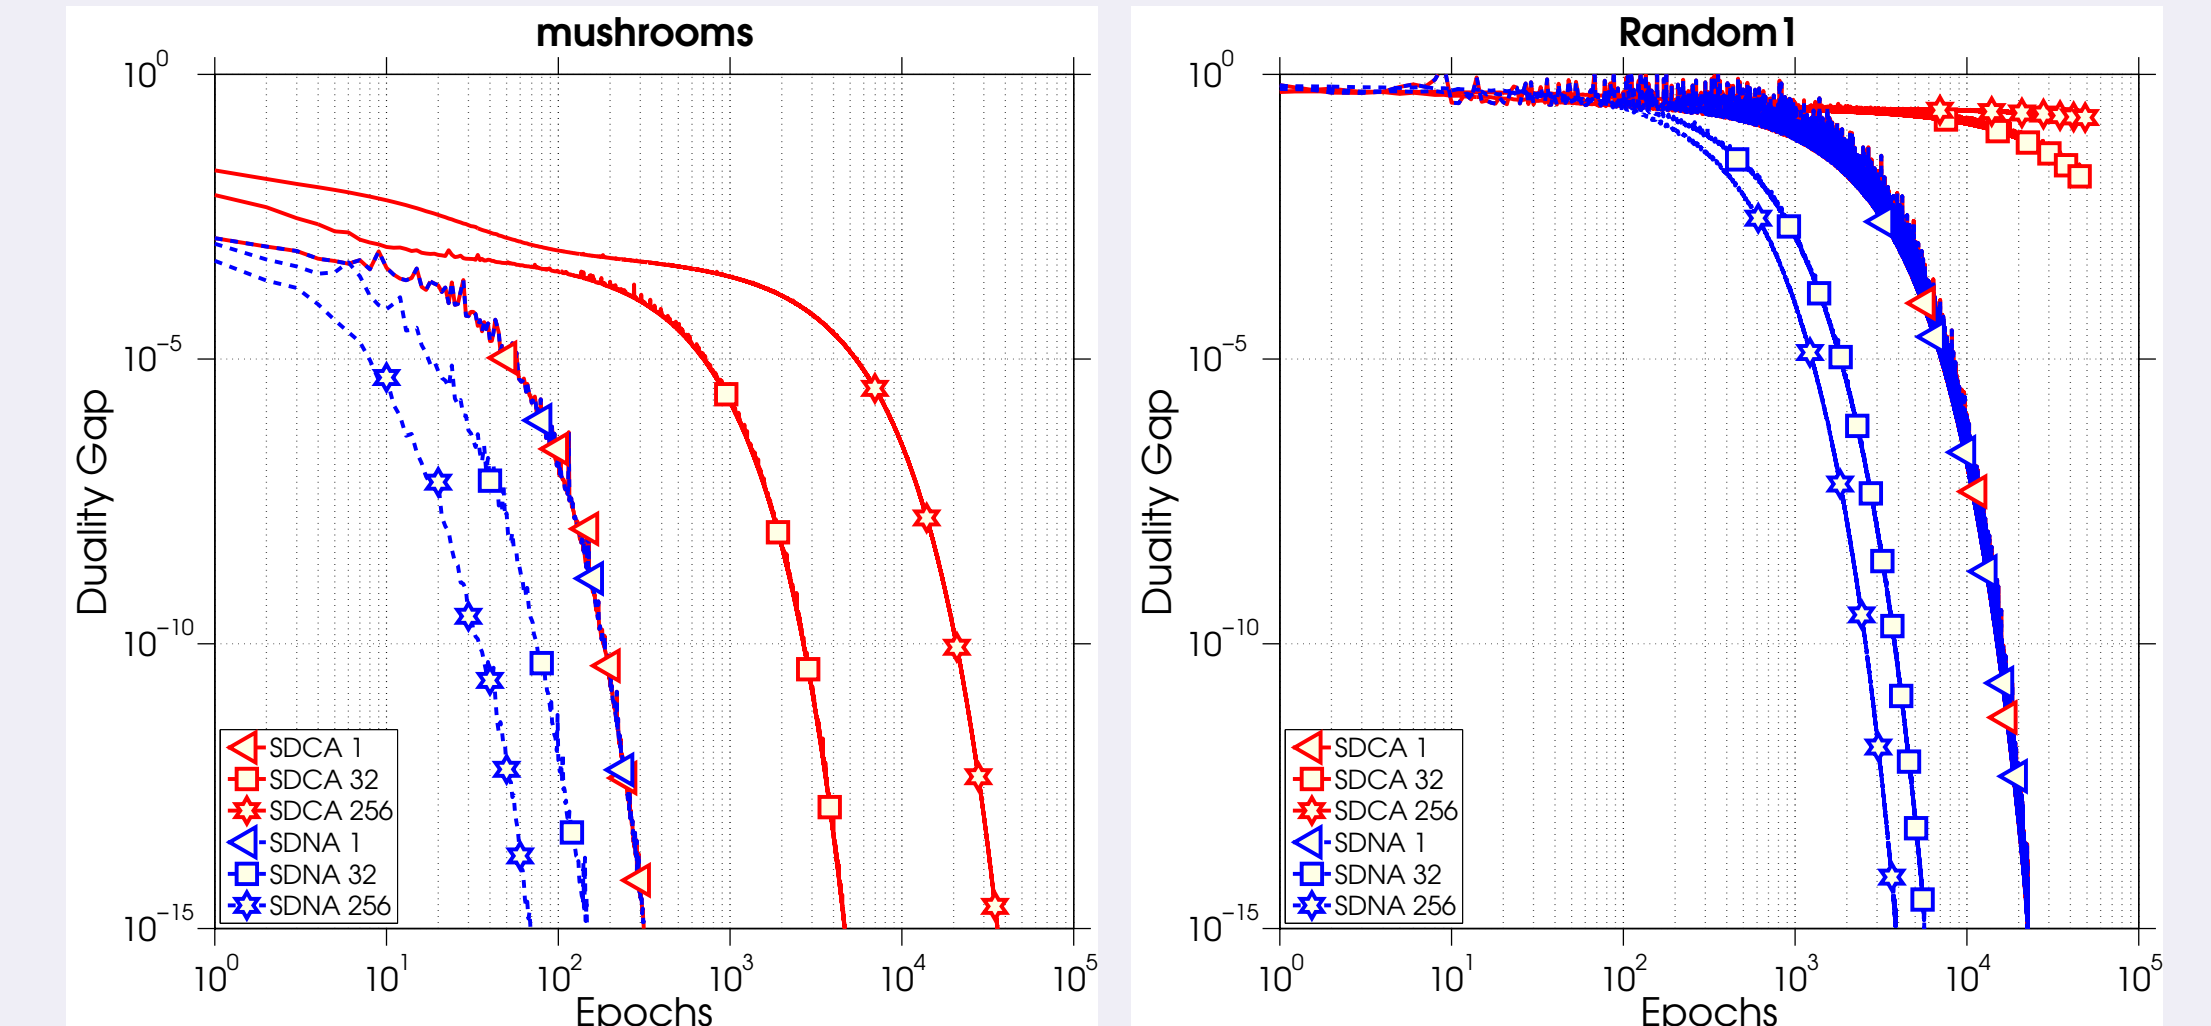 mushrooms
10^0
10^−5
10^−10
10^−15
Duality Gap
SDCA 1
SDCA 32
SDCA 256
SDNA 1
SDNA 32
SDNA 256
10^0 10^1 10^2 10^3 10^4 10^5
Epochs
Random1
10^0
10^−5
10^−10
10^−15
Duality Gap
SDCA 1
SDCA 32
SDCA 256
SDNA 1
SDNA 32
SDNA 256
10^0 10^1 10^2 10^3 10^4 10^5
Epochs